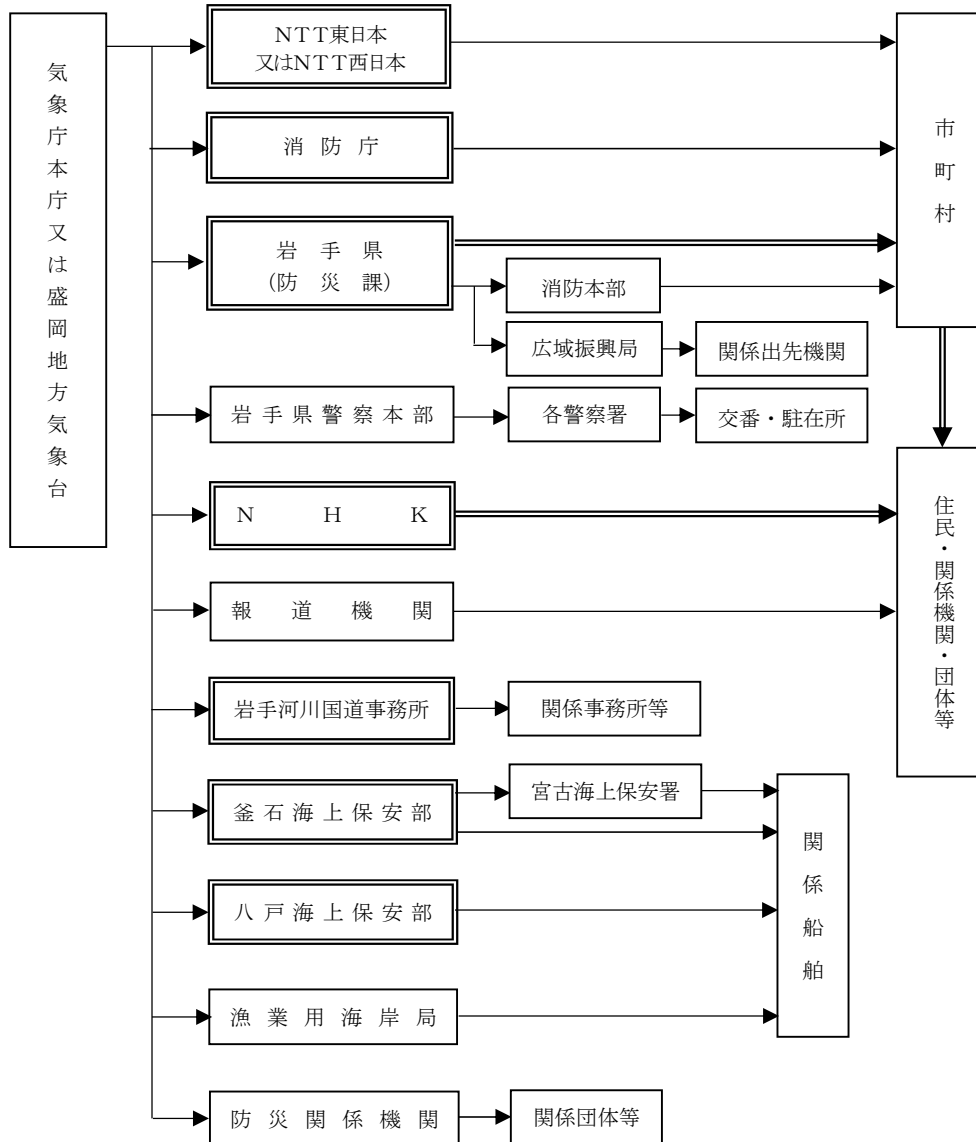 気象庁本庁又は盛岡地方気象台
NTT東日本
又はNTT西日本
市町村
消防庁
岩手県
(防災課)
消防本部
広域振興局
関係出先機関
岩手県警察本部
各警察署
交番・駐在所
NHK
住民・関係機関・団体等
報道機関
岩手河川国道事務所
関係事務所等
釜石海上保安部
宮古海上保安署
関係船舶
八戸海上保安部
漁業用海岸局
防災関係機関
関係団体等